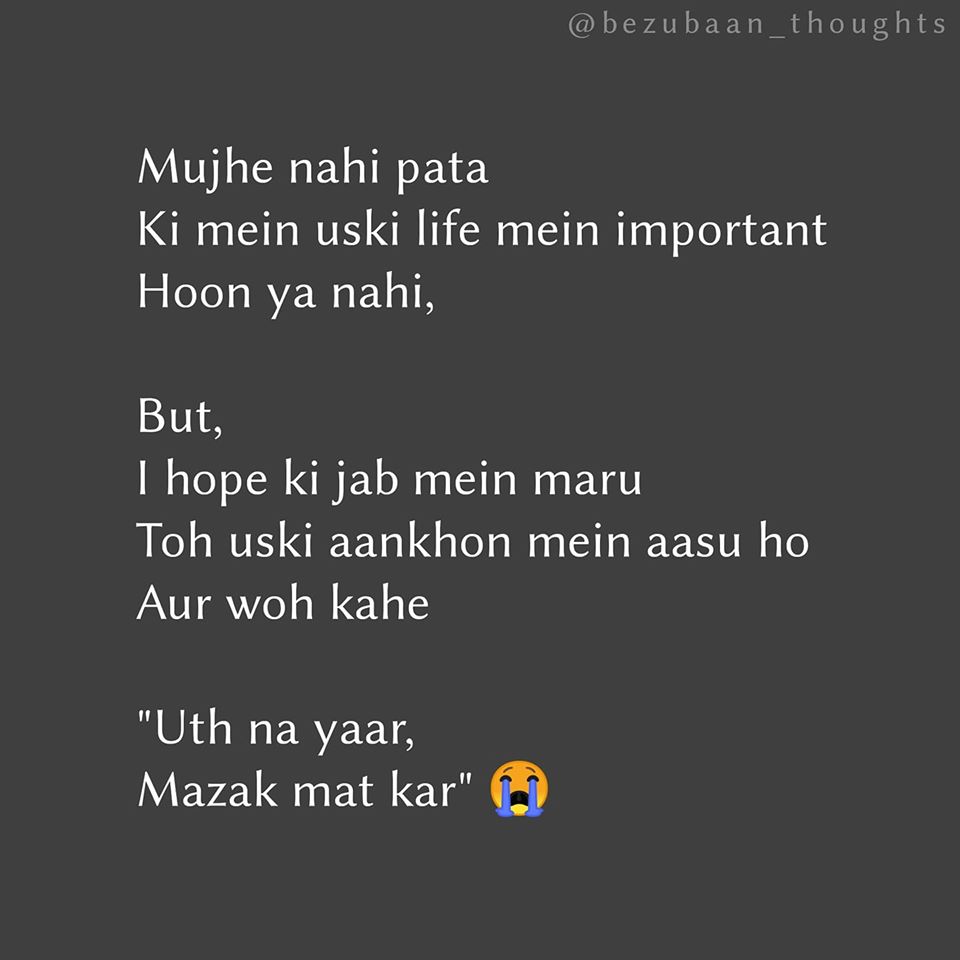 @bezubaan_thoughts
Mujhe nahi pata
Ki mein uski life mein important
Hoon ya nahi,
But,
I hope ki jab mein maru
Toh uski aankhon mein aasu ho
Aur woh kahe
"Uth na yaar,
Mazak mat kar" 😭